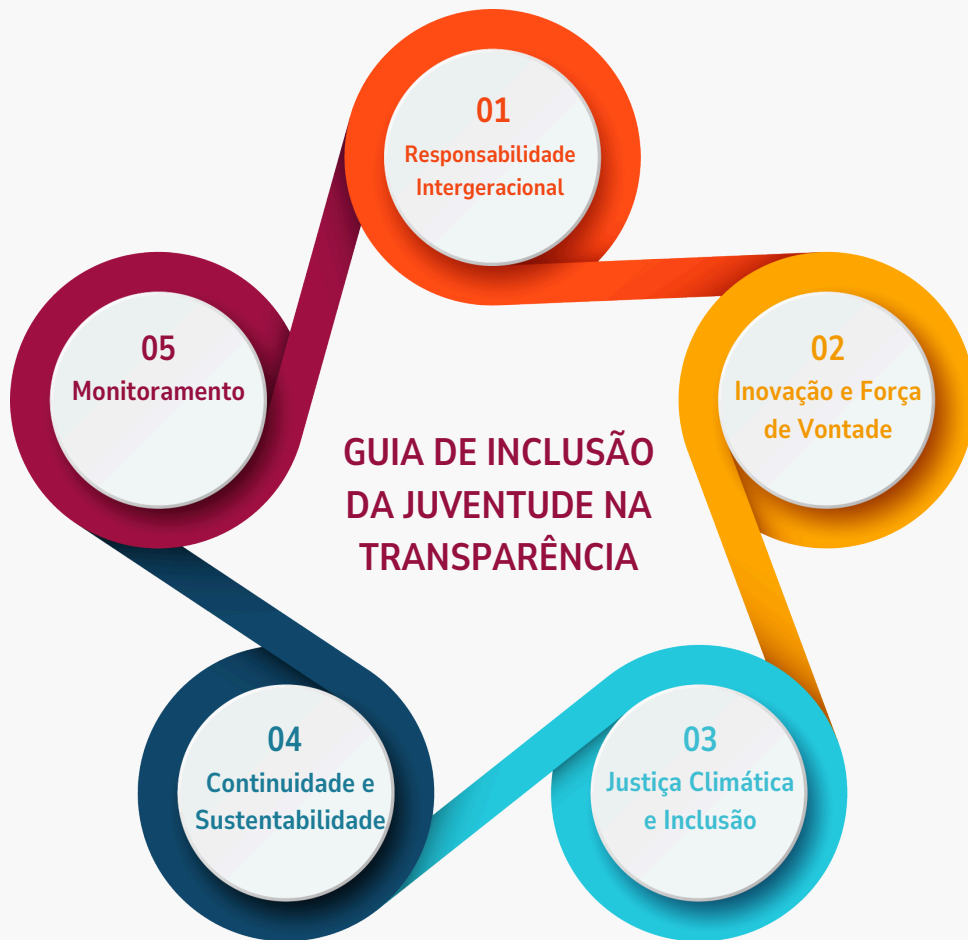 01
Responsabilidade
Intergeracional
02
Inovação e Força
de Vontade
03
Justiça Climática
e Inclusão
04
Continuidade e
Sustentabilidade
05
Monitoramento
GUIA DE INCLUSÃO
DA JUVENTUDE NA
TRANSPARÊNCIA